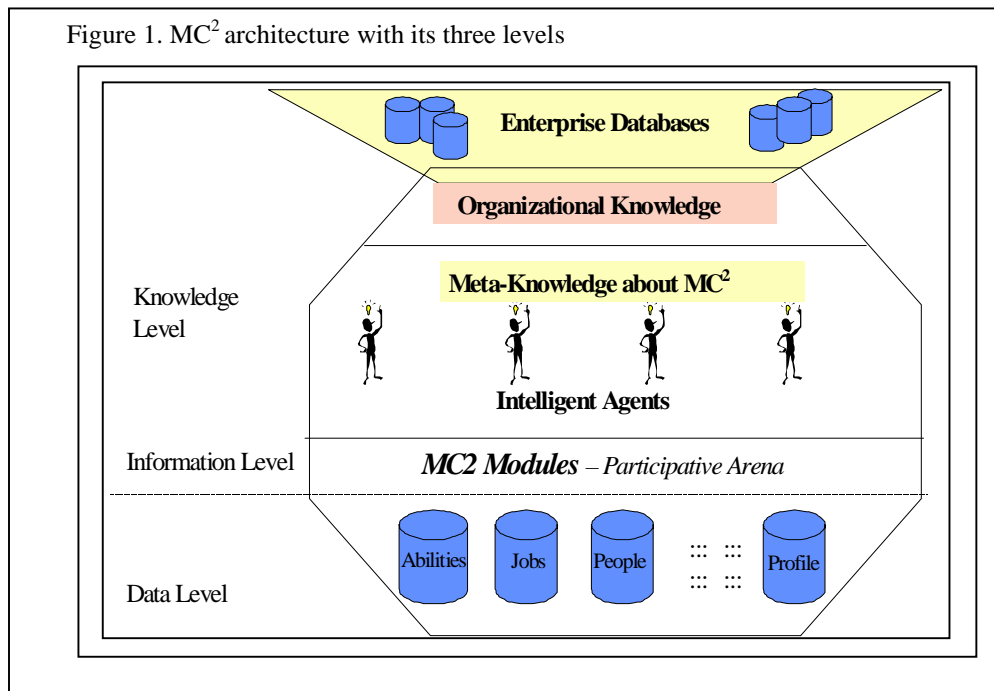 Figure 1. MC² architecture with its three levels
Enterprise Databases
Organizational Knowledge
Meta-Knowledge about MC²
Knowledge
Level
Intelligent Agents
Information Level
MC2 Modules – Participative Arena
Abilities
Jobs
People
::: :::
::: :::
Profile
Data Level